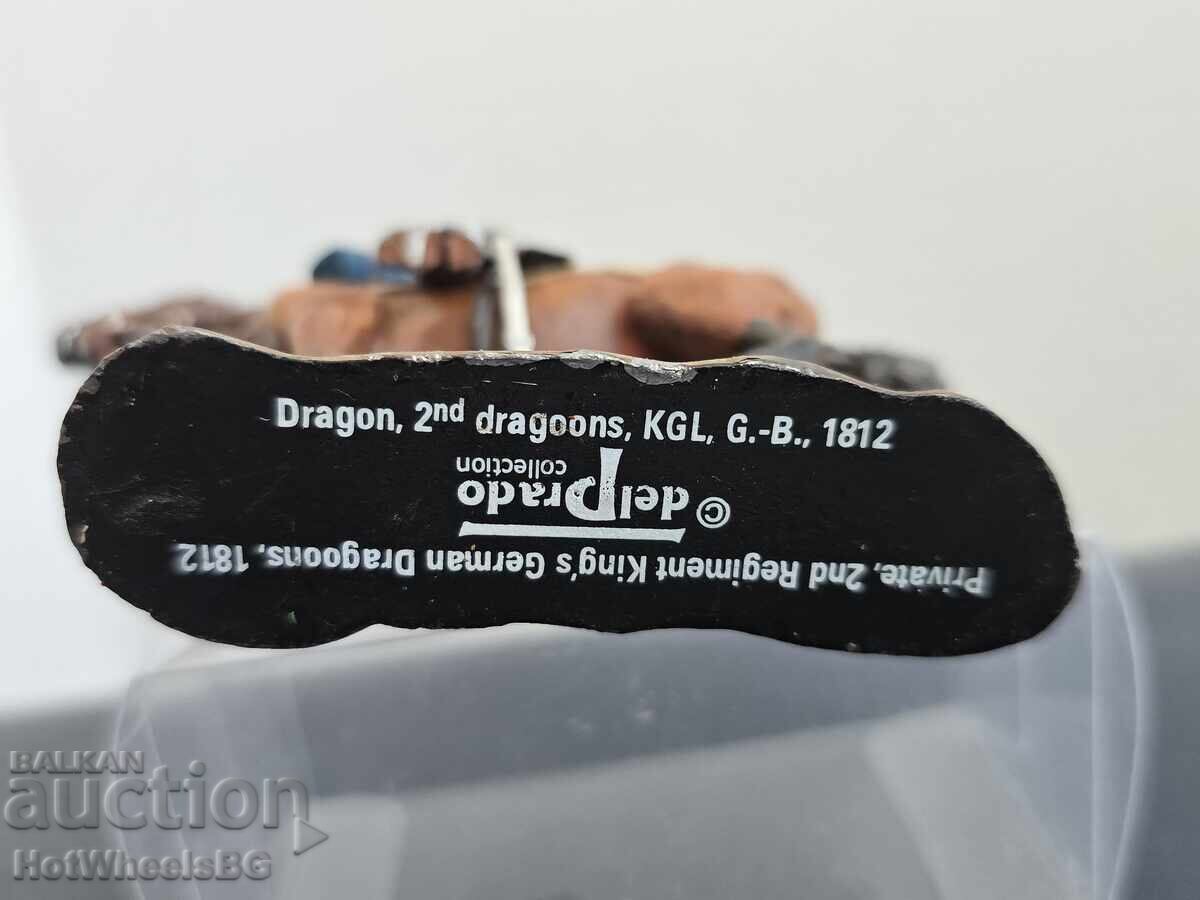 Dragon, 2nd dragoons, KGL, G.-B., 1812
© delPrado
collection
Private, 2nd Regiment King's German Dragoons, 1812
BALKAN
auction
HotWheelsBG